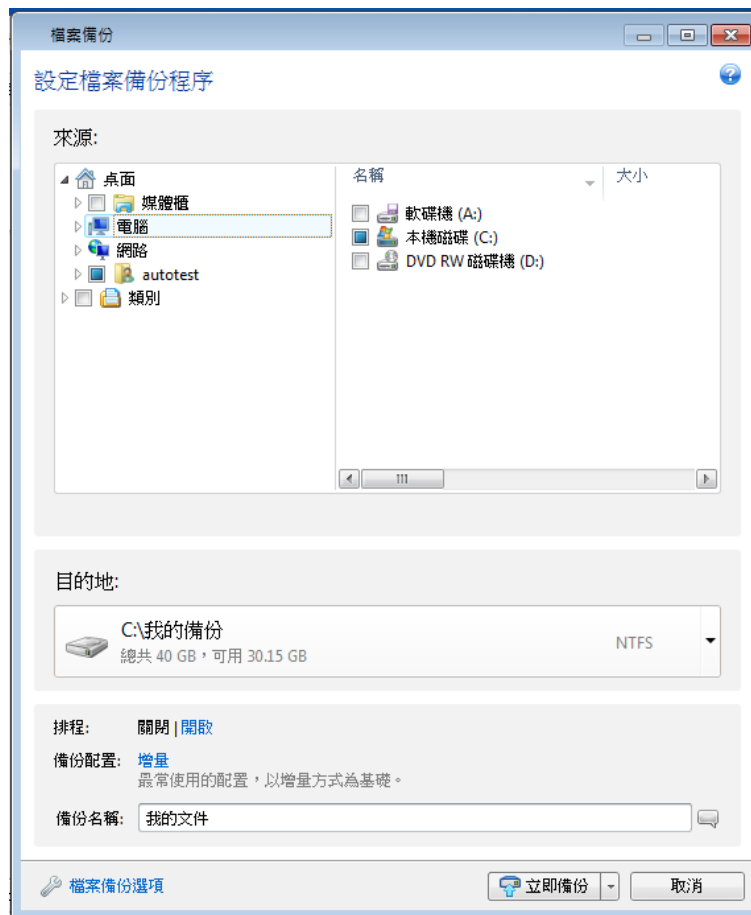 檔案備份
設定檔案備份程序
來源:
桌面
媒體櫃
電腦
網路
autotest
類別
名稱
大小
軟碟機 (A:)
本機磁碟 (C:)
DVD RW 磁碟機 (D:)
目的地:
C:\我的備份
總共 40 GB，可用 30.15 GB
NTFS
排程: 關閉 | 開啟
備份配置: 增量
最常使用的配置，以增量方式為基礎。
備份名稱: 我的文件
檔案備份選項
立即備份
取消